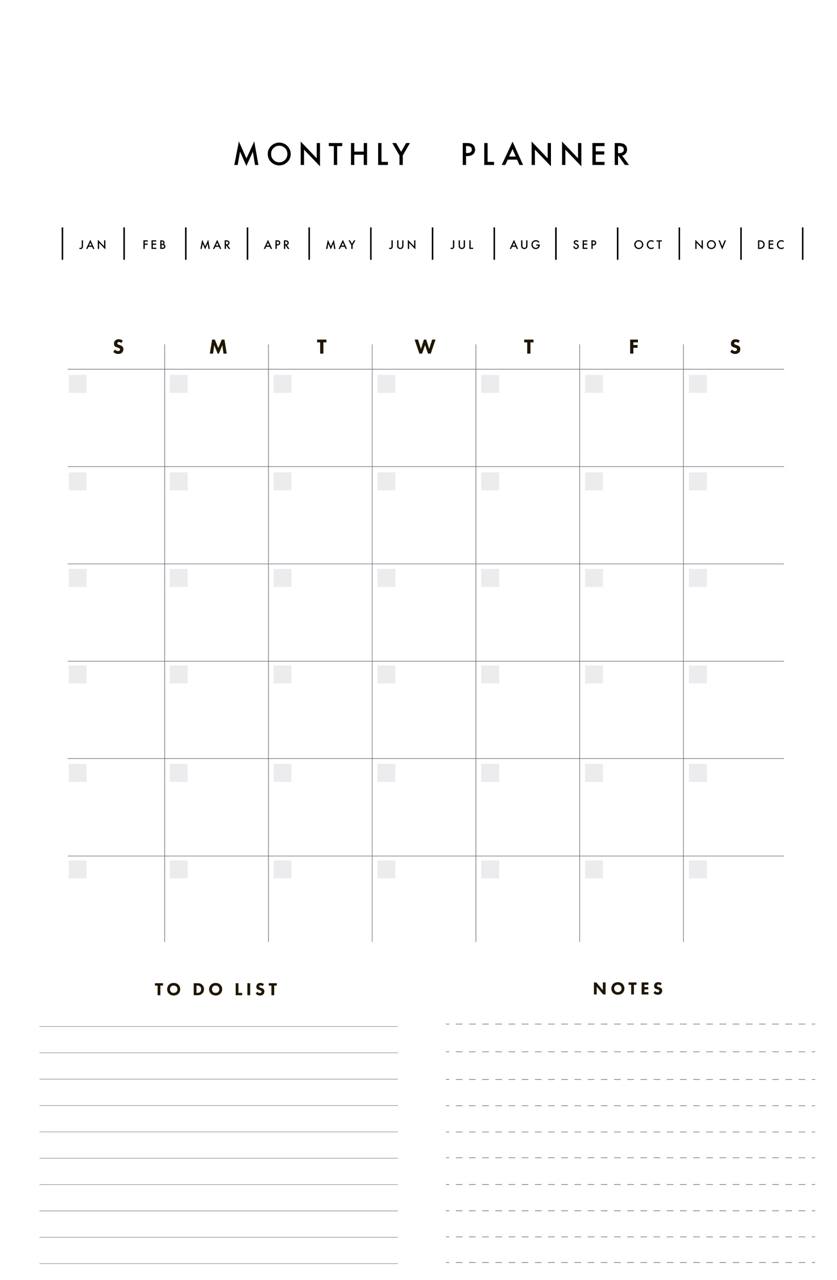 MONTHLY PLANNER
JAN FEB MAR APR MAY JUN JUL AUG SEP OCT NOV DEC
S M T W T F S
TO DO LIST NOTES